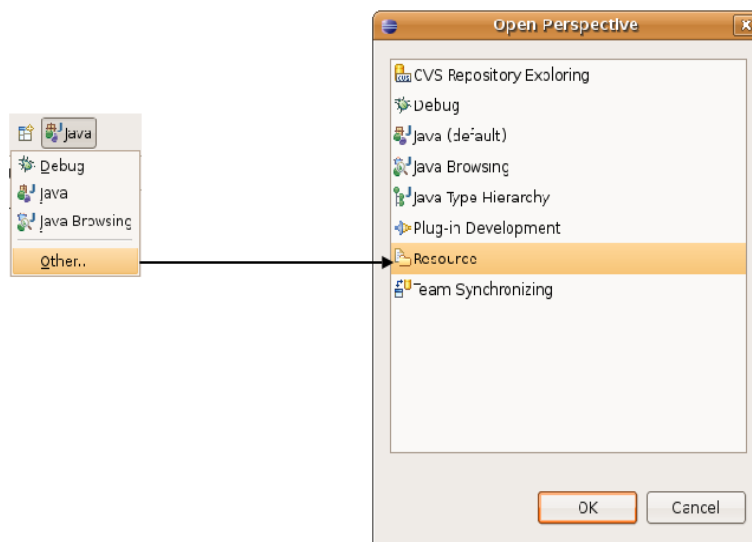 Java
Debug
Java
Java Browsing
Other..
Open Perspective
CVS Repository Exploring
Debug
Java (default)
Java Browsing
Java Type Hierarchy
Plug-in Development
Resource
Team Synchronizing
OK
Cancel